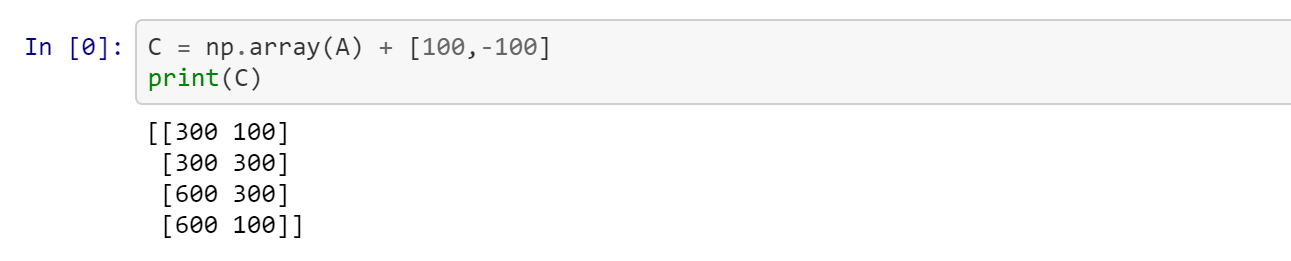 In [0]: C = np.array(A) + [100,-100]
print(C)
[[300 100]
[300 300]
[600 300]
[600 100]]